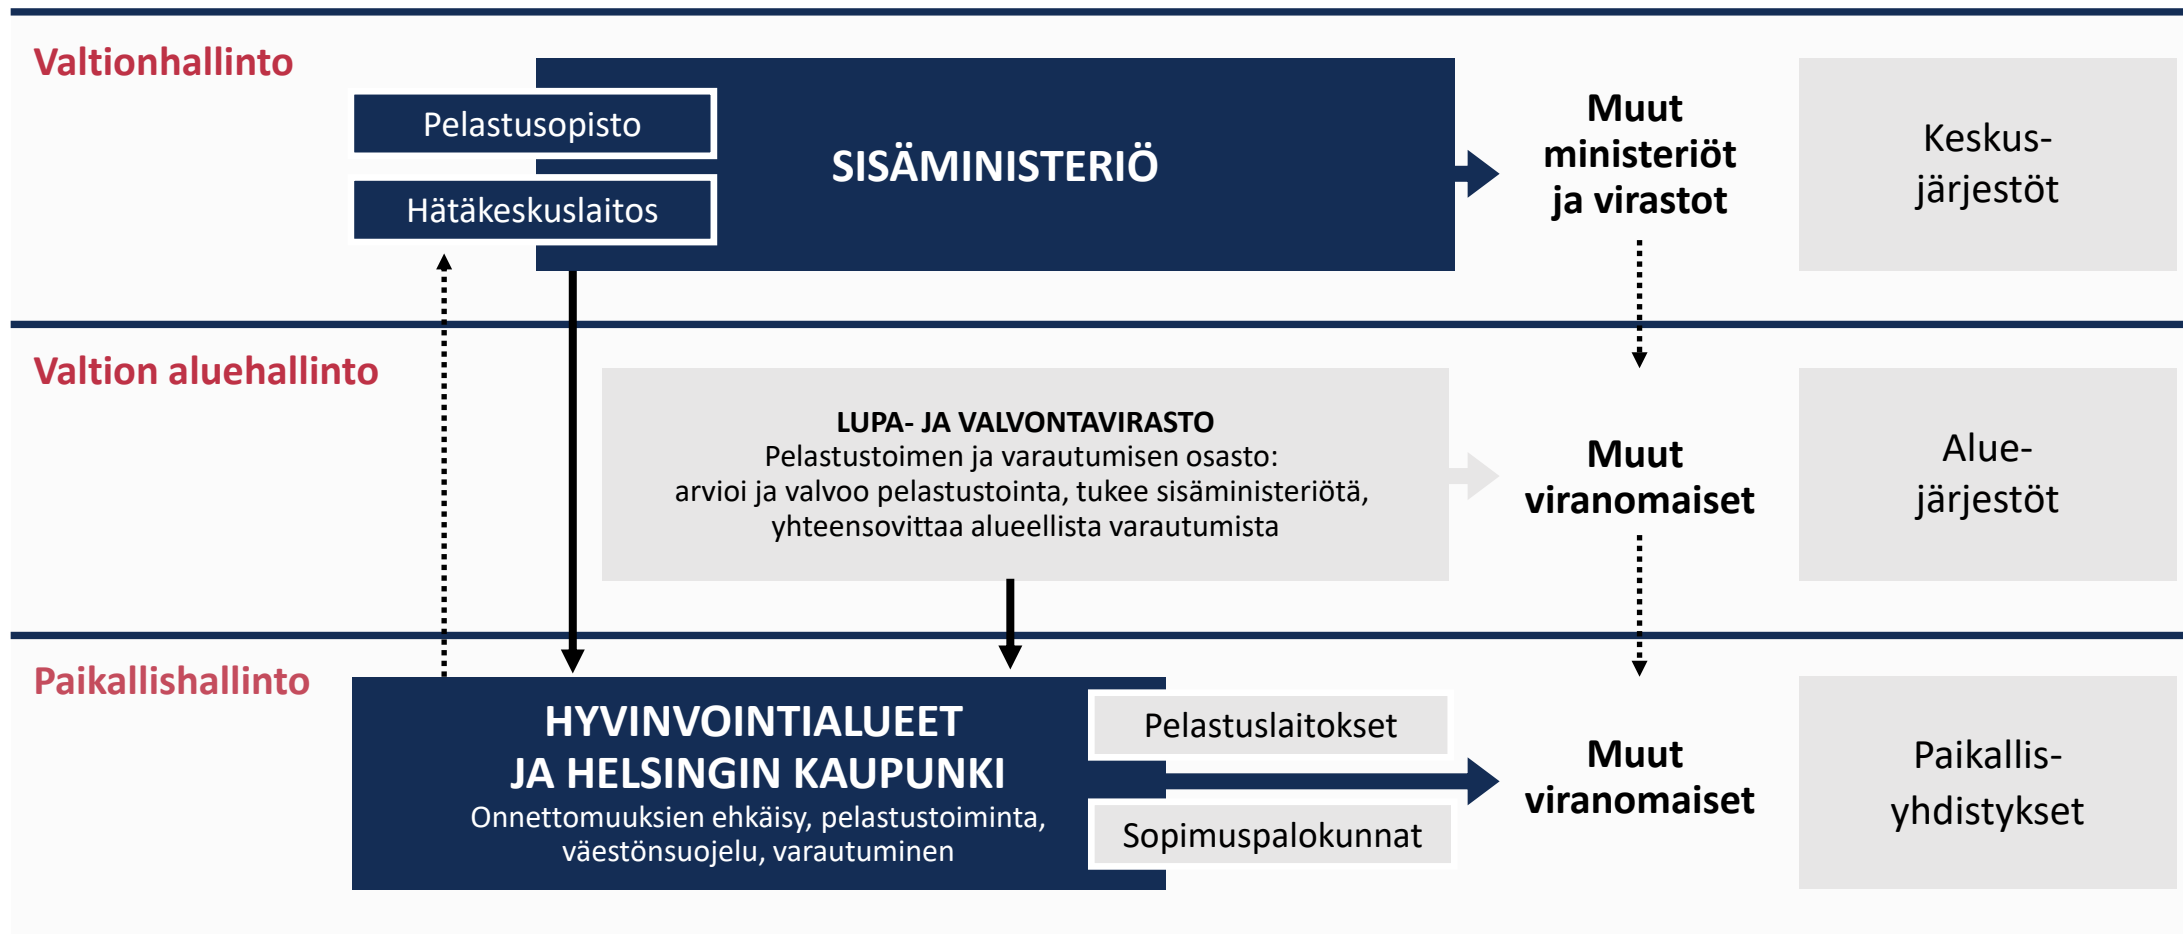 Valtionhallinto
Pelastusopisto
Hätäkeskuslaitos
SISÄMINISTERIÖ
Muut
ministeriöt
ja virastot
Keskus-
järjestöt
Valtion aluehallinto
LUPA- JA VALVONTAVIRASTO
Pelastustoimen ja varautumisen osasto:
arvioi ja valvoo pelastustointa, tukee sisäministeriötä,
yhteensovittaa alueellista varautumista
Muut
viranomaiset
Alue-
järjestöt
Paikallishallinto
HYVINVOINTIALUEET
JA HELSINGIN KAUPUNKI
Onnettomuuksien ehkäisy, pelastustoiminta,
väestönsuojelu, varautuminen
Pelastuslaitokset
Sopimuspalokunnat
Muut
viranomaiset
Paikallis-
yhdistykset